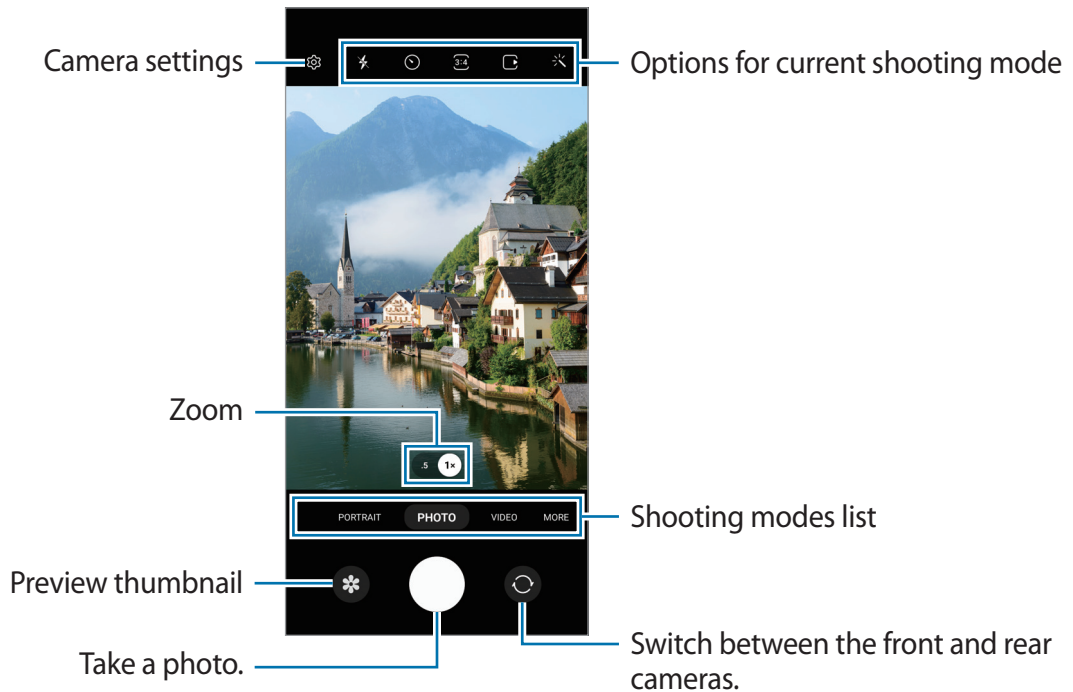 Camera settings
3:4
Options for current shooting mode
Zoom
.5 1×
PORTRAIT PHOTO VIDEO MORE
Shooting modes list
Preview thumbnail
Take a photo.
Switch between the front and rear
cameras.